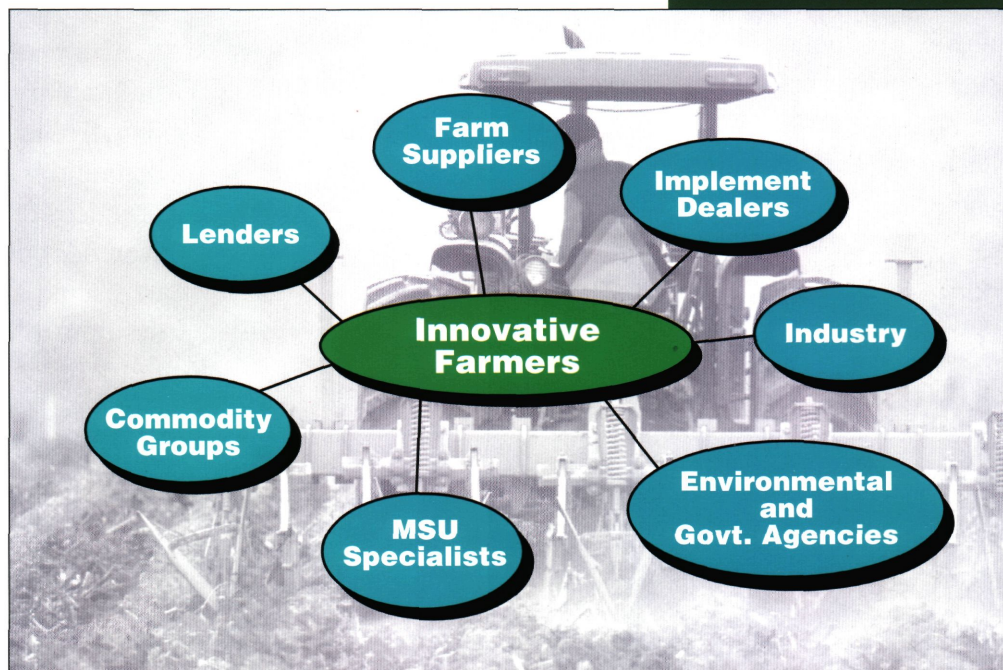 Farm
Suppliers
Implement
Dealers
Lenders
Innovative
Farmers
Industry
Commodity
Groups
Environmental
and
Govt. Agencies
MSU
Specialists